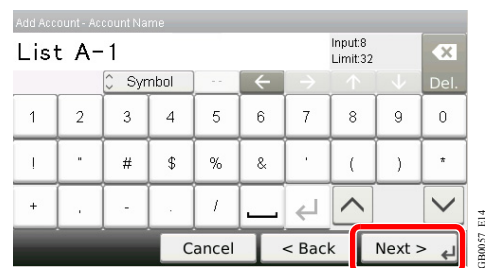 Add Account - Account Name
List A-1
Input:8
Limit:32
Symbol -- ← → ↑ ↓ Del.
1 2 3 4 5 6 7 8 9 0
! " # $ % & ' ( ) *
+ , - . /
Cancel < Back Next >
GB0057_E14